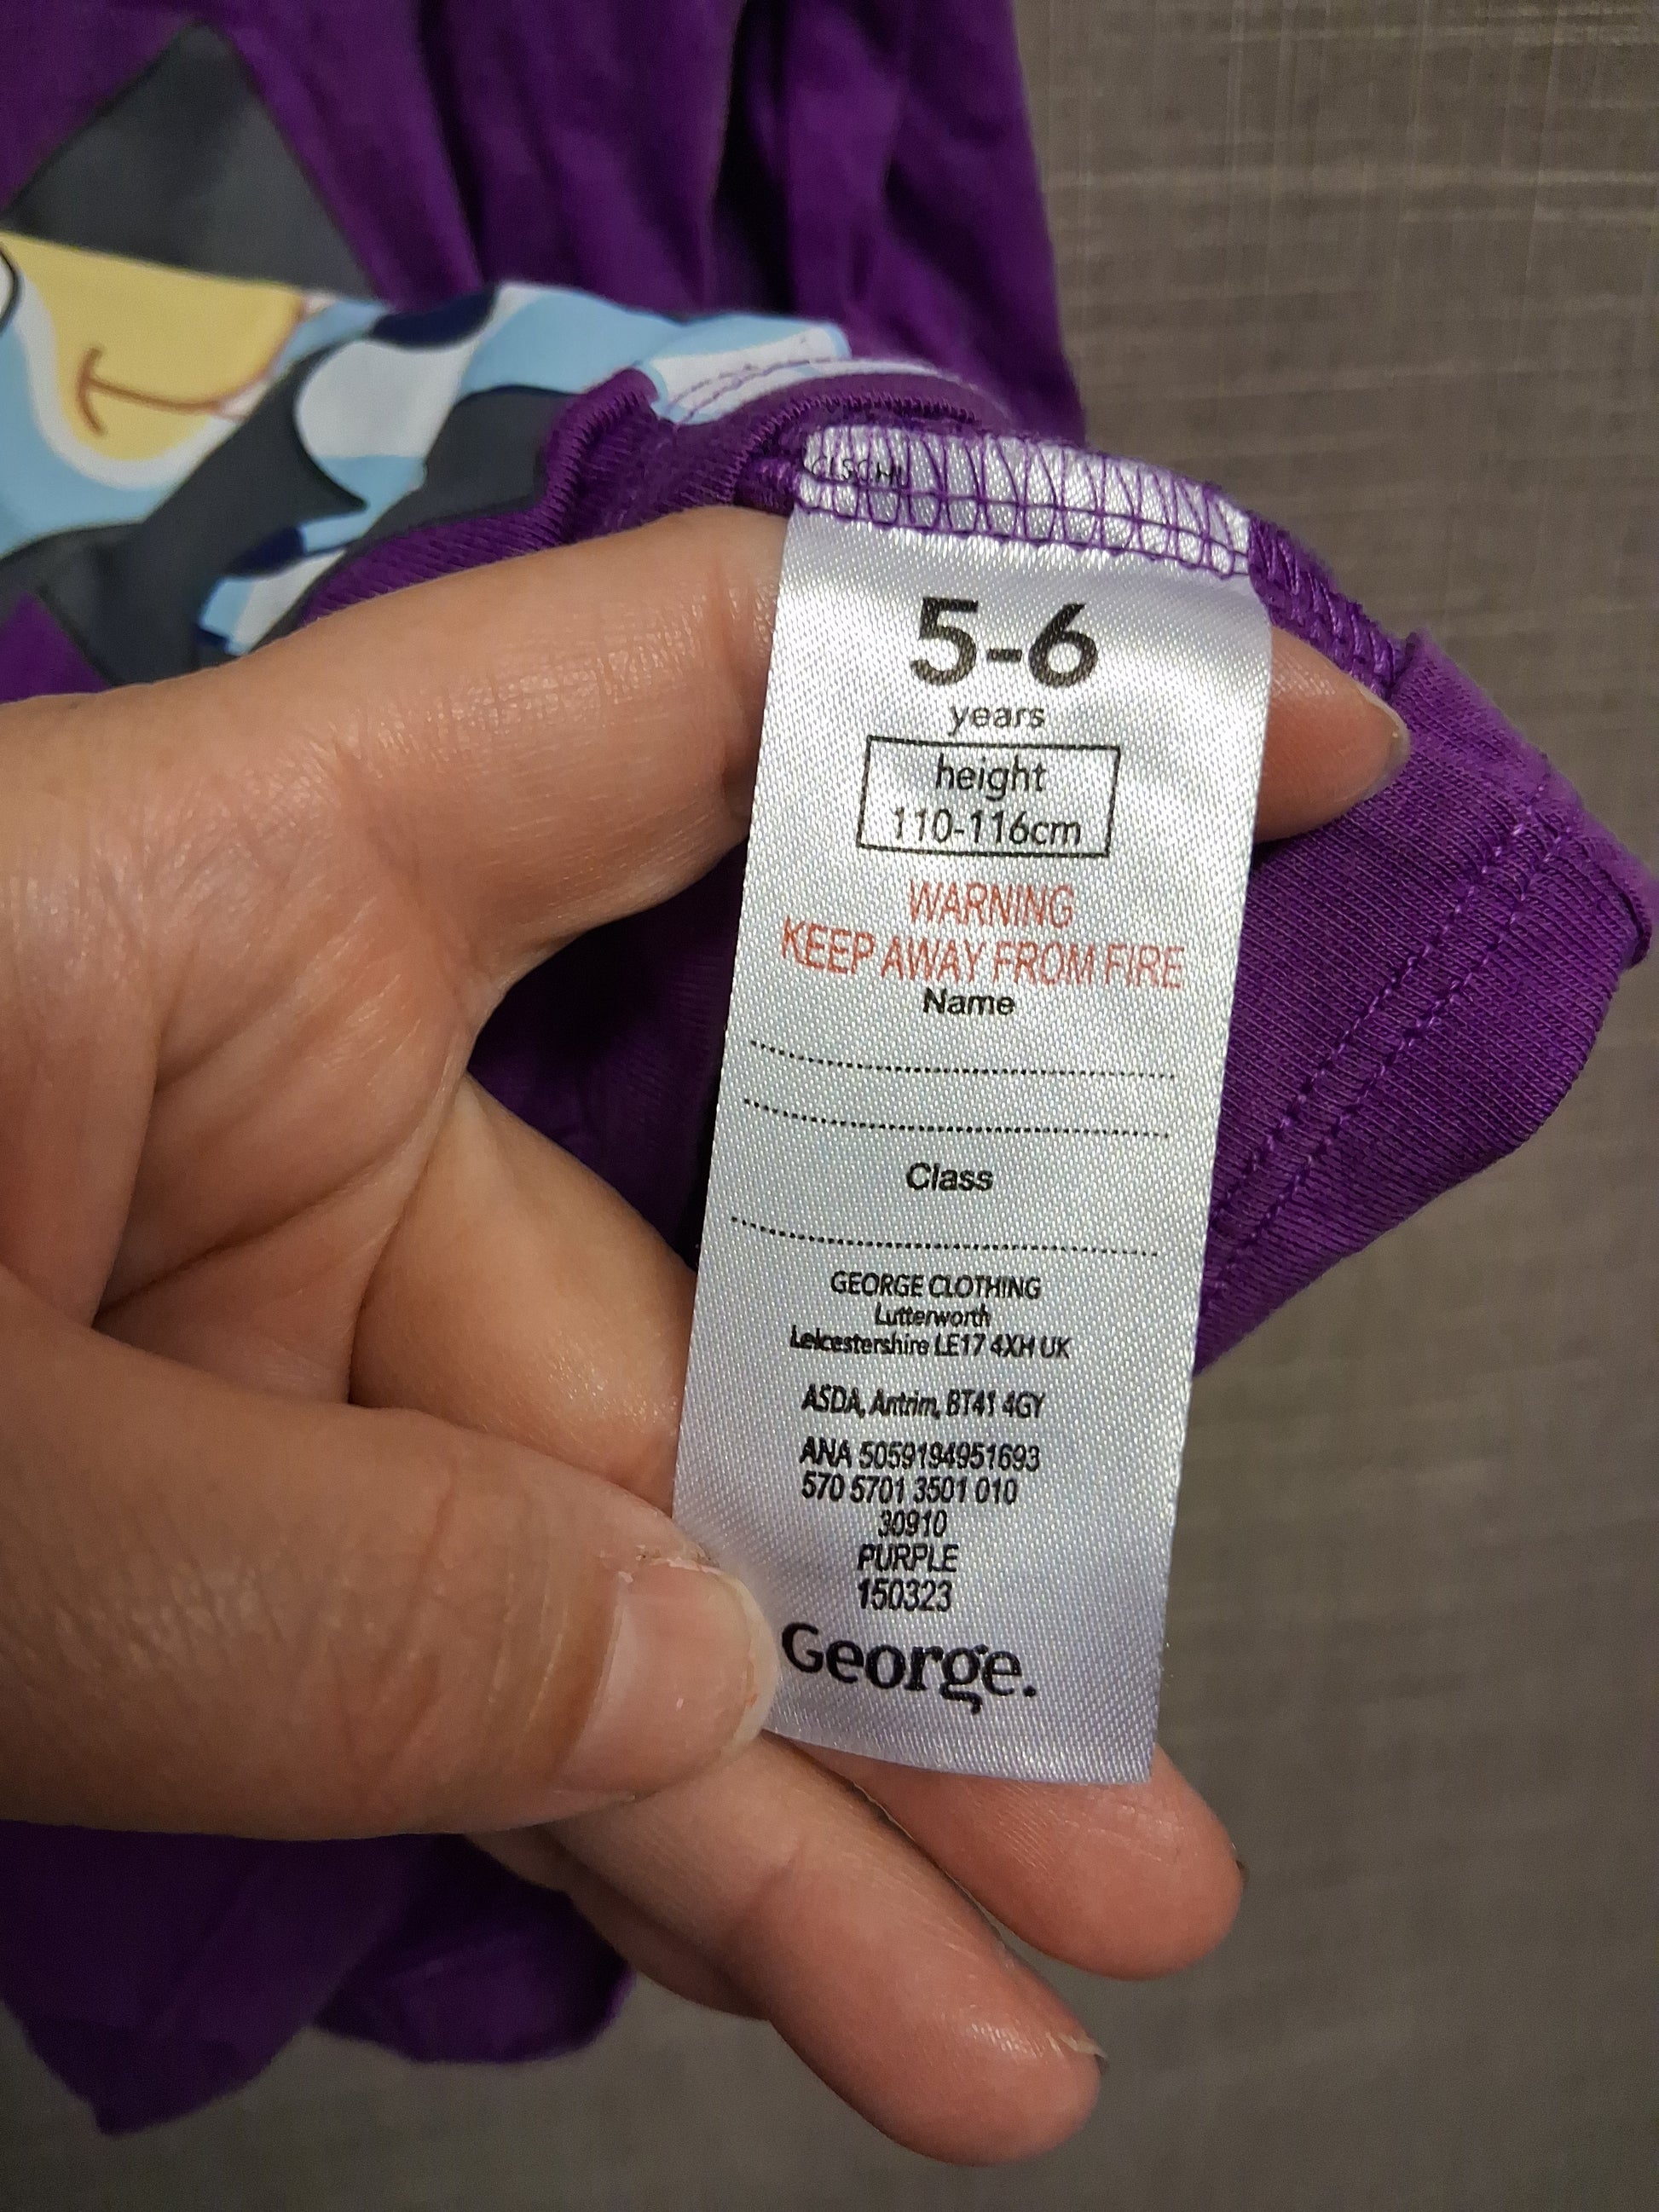 5-6
years
height
110-116cm
WARNING
KEEP AWAY FROM FIRE
Name
Class
GEORGE CLOTHING
Lutterworth
Leicestershire LE17 4XH UK
ASDA, Antrim, BT41 4GY
ANA 5059194951693
570 5701 3501 010
30910
PURPLE
150323
George.